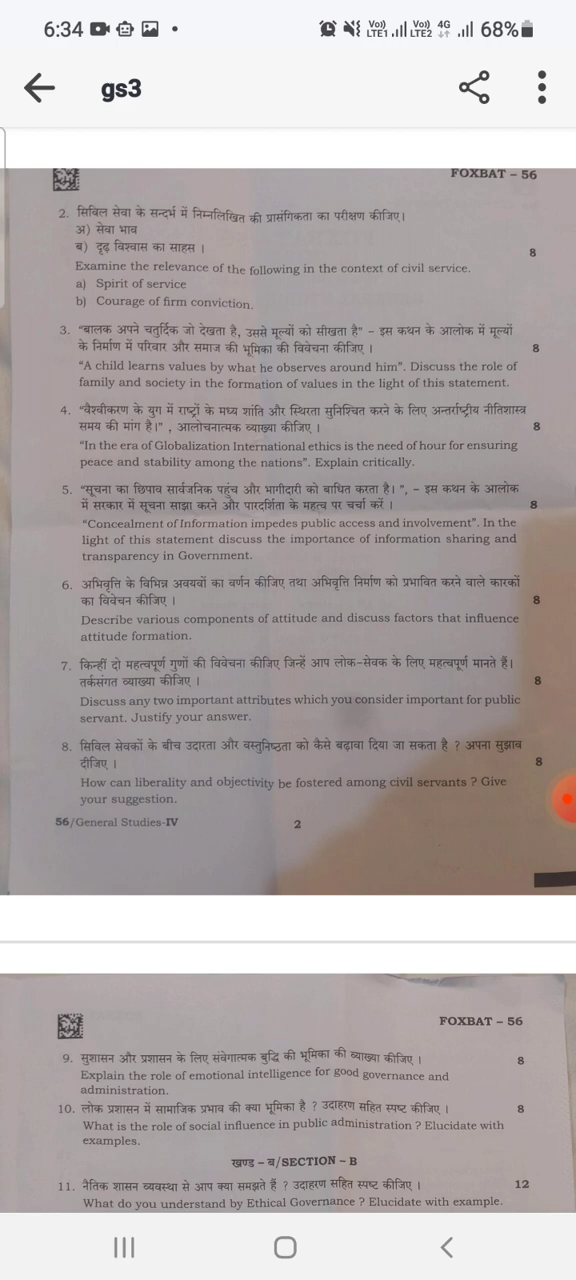 6:34
Vo) LTE1 Vo) LTE2 4G 68%
gs3
FOXBAT – 56
2. सिविल सेवा के सन्दर्भ में निम्नलिखित की प्रासंगिकता का परीक्षण कीजिए।
अ) सेवा भाव
ब) दृढ़ विश्वास का साहस ।
8
Examine the relevance of the following in the context of civil service.
a) Spirit of service
b) Courage of firm conviction.
3. “बालक अपने चतुर्दिक जो देखता है, उससे मूल्यों को सीखता है” – इस कथन के आलोक में मूल्यों
के निर्माण में परिवार और समाज की भूमिका की विवेचना कीजिए ।
8
“A child learns values by what he observes around him”. Discuss the role of
family and society in the formation of values in the light of this statement.
4. “वैश्वीकरण के युग में राष्ट्रों के मध्य शांति और स्थिरता सुनिश्चित करने के लिए अन्तर्राष्ट्रीय नीतिशास्त्र
समय की मांग है।” , आलोचनात्मक व्याख्या कीजिए ।
8
“In the era of Globalization International ethics is the need of hour for ensuring
peace and stability among the nations”. Explain critically.
5. “सूचना का छिपाव सार्वजनिक पहुंच और भागीदारी को बाधित करता है। ”, – इस कथन के आलोक
में सरकार में सूचना साझा करने और पारदर्शिता के महत्व पर चर्चा करें ।
8
“Concealment of Information impedes public access and involvement”. In the
light of this statement discuss the importance of information sharing and
transparency in Government.
6. अभिवृत्ति के विभिन्न अवयवों का वर्णन कीजिए तथा अभिवृत्ति निर्माण को प्रभावित करने वाले कारकों
का विवेचन कीजिए ।
8
Describe various components of attitude and discuss factors that influence
attitude formation.
7. किन्हीं दो महत्वपूर्ण गुणों की विवेचना कीजिए जिन्हें आप लोक-सेवक के लिए महत्वपूर्ण मानते हैं।
तर्कसंगत व्याख्या कीजिए ।
8
Discuss any two important attributes which you consider important for public
servant. Justify your answer.
8. सिविल सेवकों के बीच उदारता और वस्तुनिष्ठता को कैसे बढ़ावा दिया जा सकता है ? अपना सुझाव
दीजिए ।
8
How can liberality and objectivity be fostered among civil servants ? Give
your suggestion.
56/General Studies-IV
2
FOXBAT – 56
9. सुशासन और प्रशासन के लिए संवेगात्मक बुद्धि की भूमिका की व्याख्या कीजिए ।
8
Explain the role of emotional intelligence for good governance and
administration.
10. लोक प्रशासन में सामाजिक प्रभाव की क्या भूमिका है ? उदाहरण सहित स्पष्ट कीजिए ।
8
What is the role of social influence in public administration ? Elucidate with
examples.
खण्ड – ब/SECTION – B
11. नैतिक शासन व्यवस्था से आप क्या समझते हैं ? उदाहरण सहित स्पष्ट कीजिए ।
12
What do you understand by Ethical Governance ? Elucidate with example.